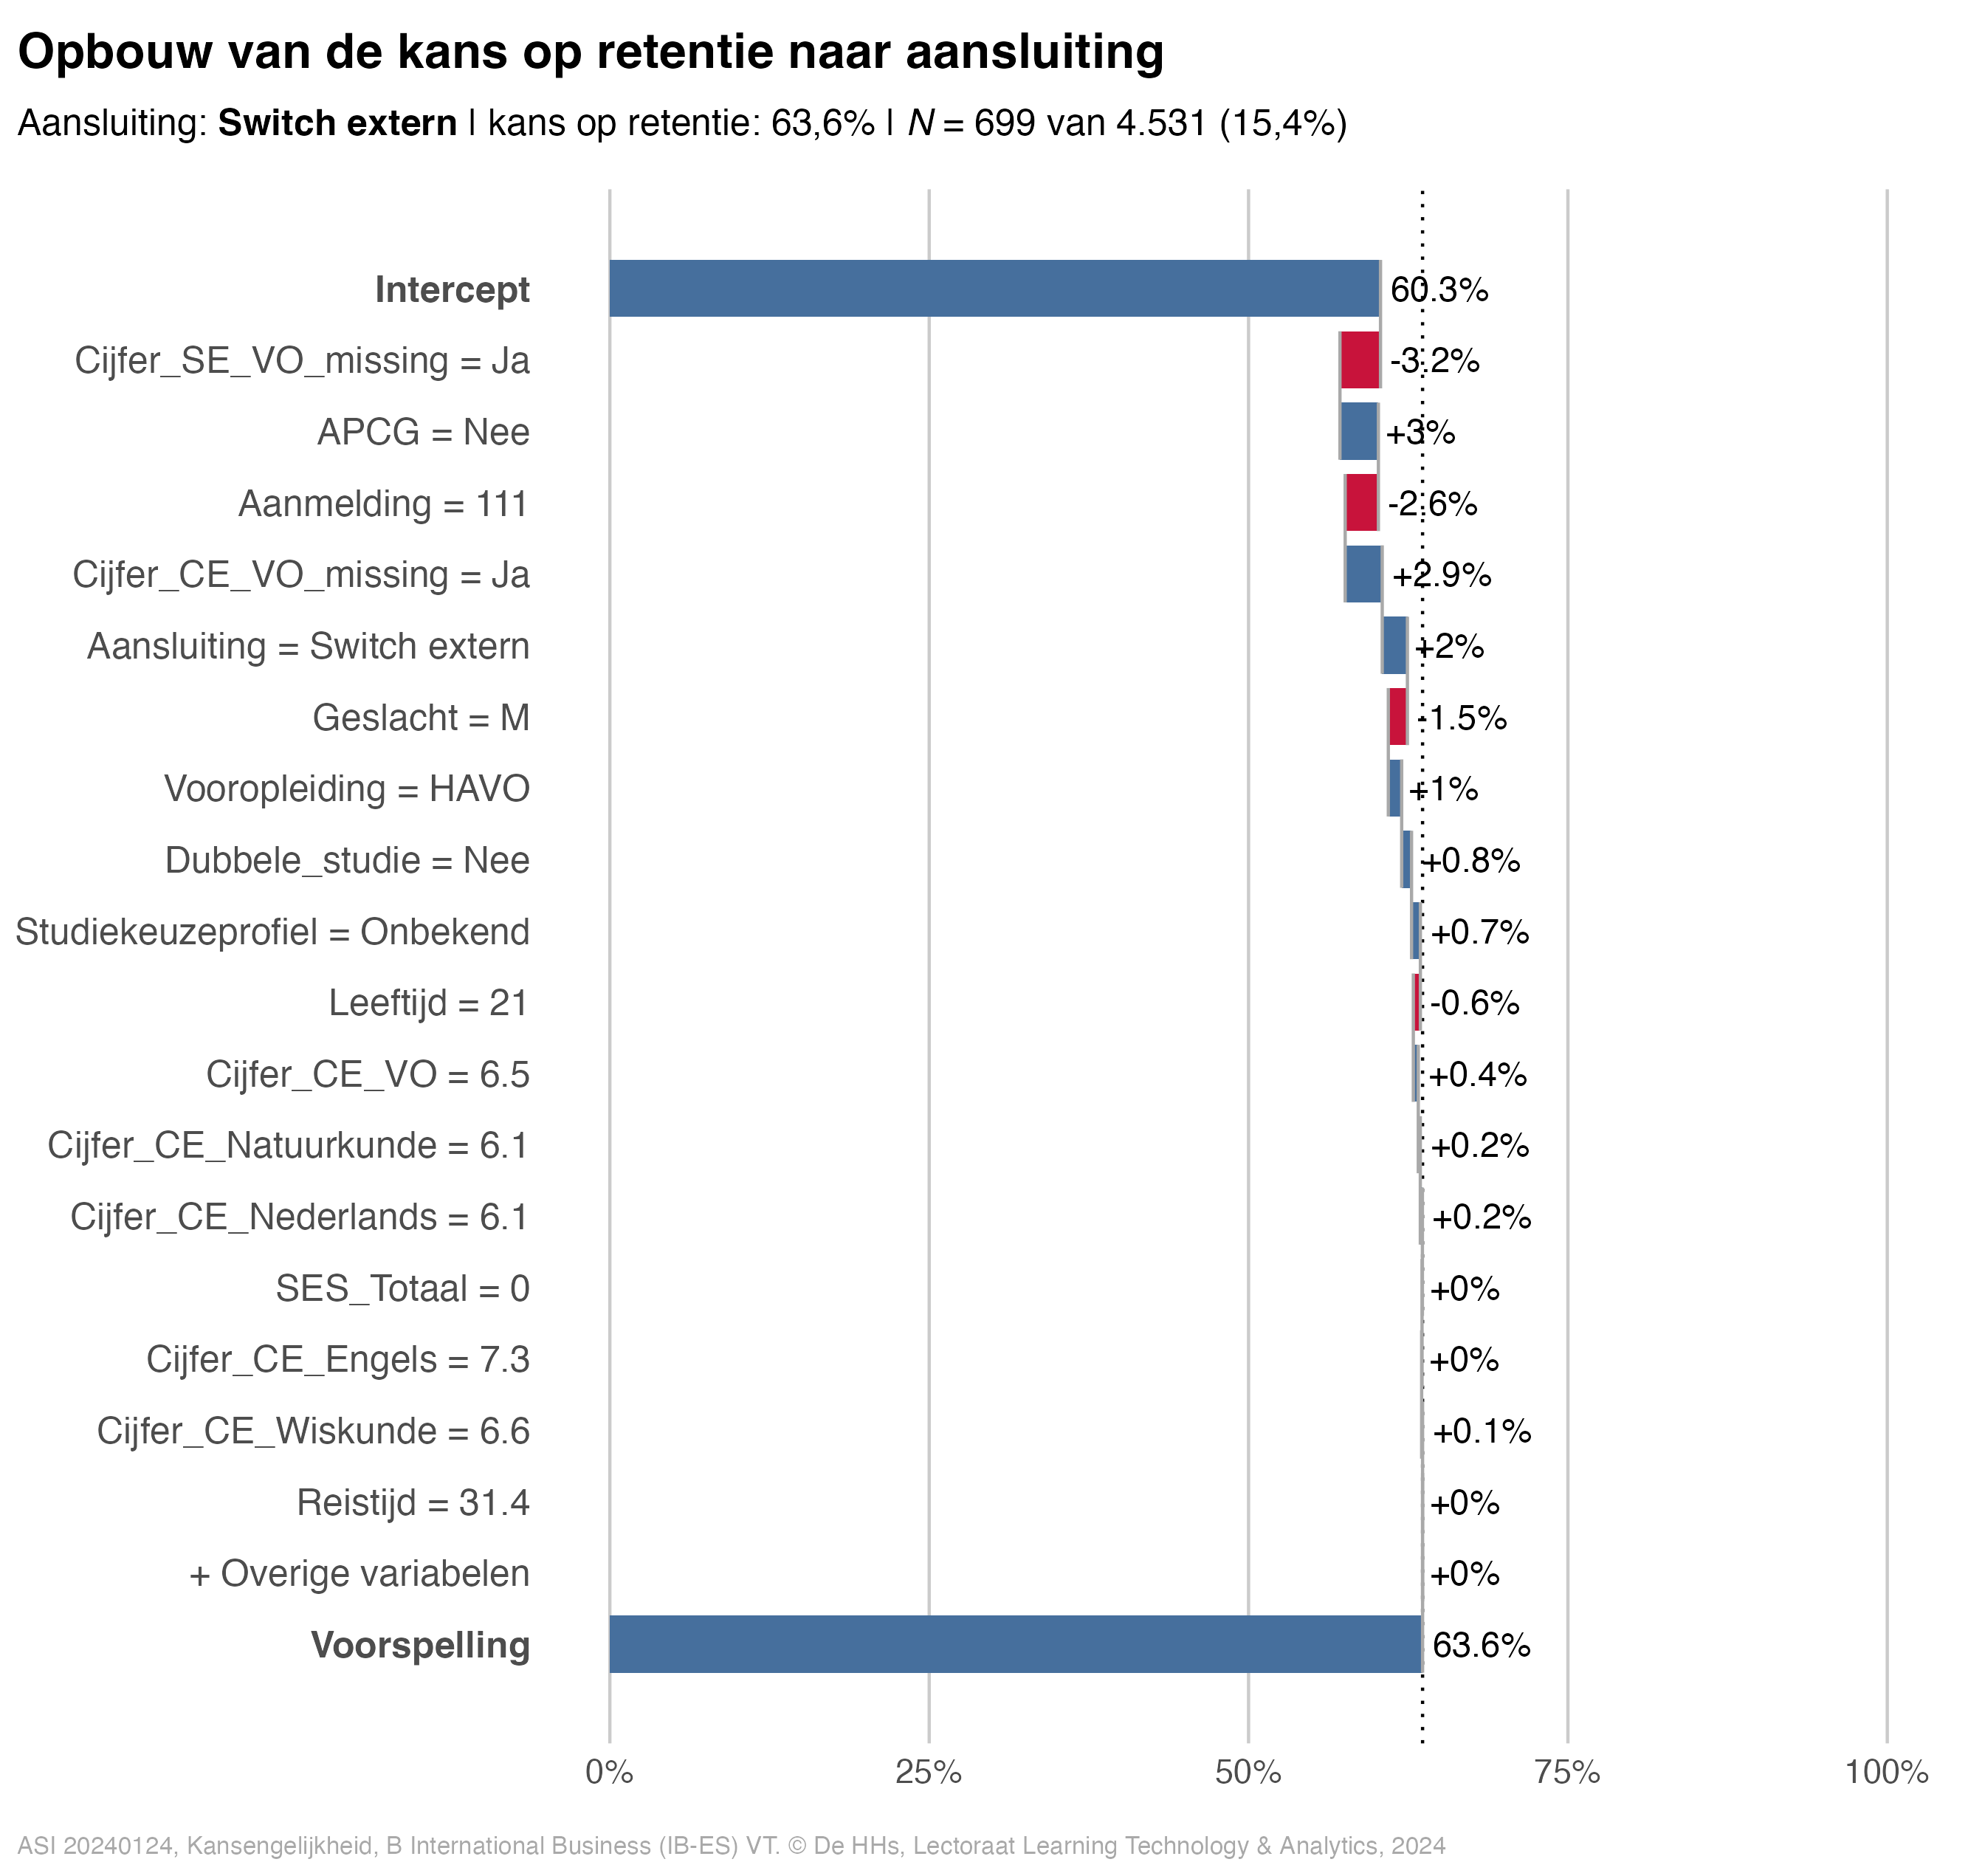 Opbouw van de kans op retentie naar aansluiting
Aansluiting: Switch extern | kans op retentie: 63,6% | N = 699 van 4.531 (15,4%)
Intercept 60.3%
Cijfer_SE_VO_missing = Ja -3.2%
APCG = Nee +3%
Aanmelding = 111 -2.6%
Cijfer_CE_VO_missing = Ja +2.9%
Aansluiting = Switch extern +2%
Geslacht = M -1.5%
Vooropleiding = HAVO +1%
Dubbele_studie = Nee +0.8%
Studiekeuzeprofiel = Onbekend +0.7%
Leeftijd = 21 -0.6%
Cijfer_CE_VO = 6.5 +0.4%
Cijfer_CE_Natuurkunde = 6.1 +0.2%
Cijfer_CE_Nederlands = 6.1 +0.2%
SES_Totaal = 0 +0%
Cijfer_CE_Engels = 7.3 +0%
Cijfer_CE_Wiskunde = 6.6 +0.1%
Reistijd = 31.4 +0%
+ Overige variabelen +0%
Voorspelling 63.6%
0% 25% 50% 75% 100%
ASI 20240124, Kansengelijkheid, B International Business (IB-ES) VT. © De HHs, Lectoraat Learning Technology & Analytics, 2024